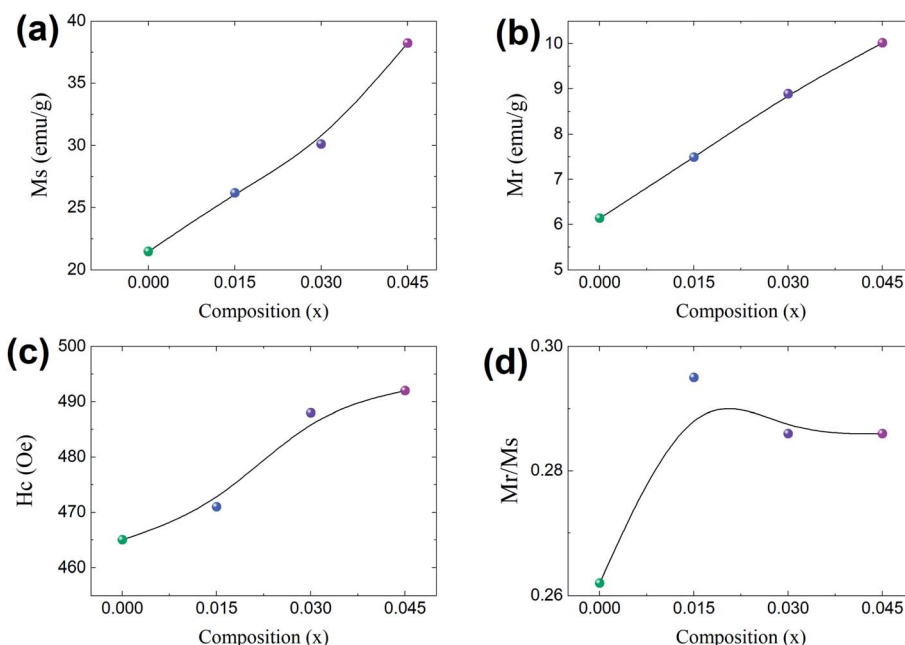 (a)
40
35
30
25
20
Ms (emu/g)
0.000 0.015 0.030 0.045
Composition (x)
(b)
10
9
8
7
6
5
Mr (emu/g)
0.000 0.015 0.030 0.045
Composition (x)
(c)
500
490
480
470
460
Hc (Oe)
0.000 0.015 0.030 0.045
Composition (x)
(d)
0.30
0.28
0.26
Mr/Ms
0.000 0.015 0.030 0.045
Composition (x)